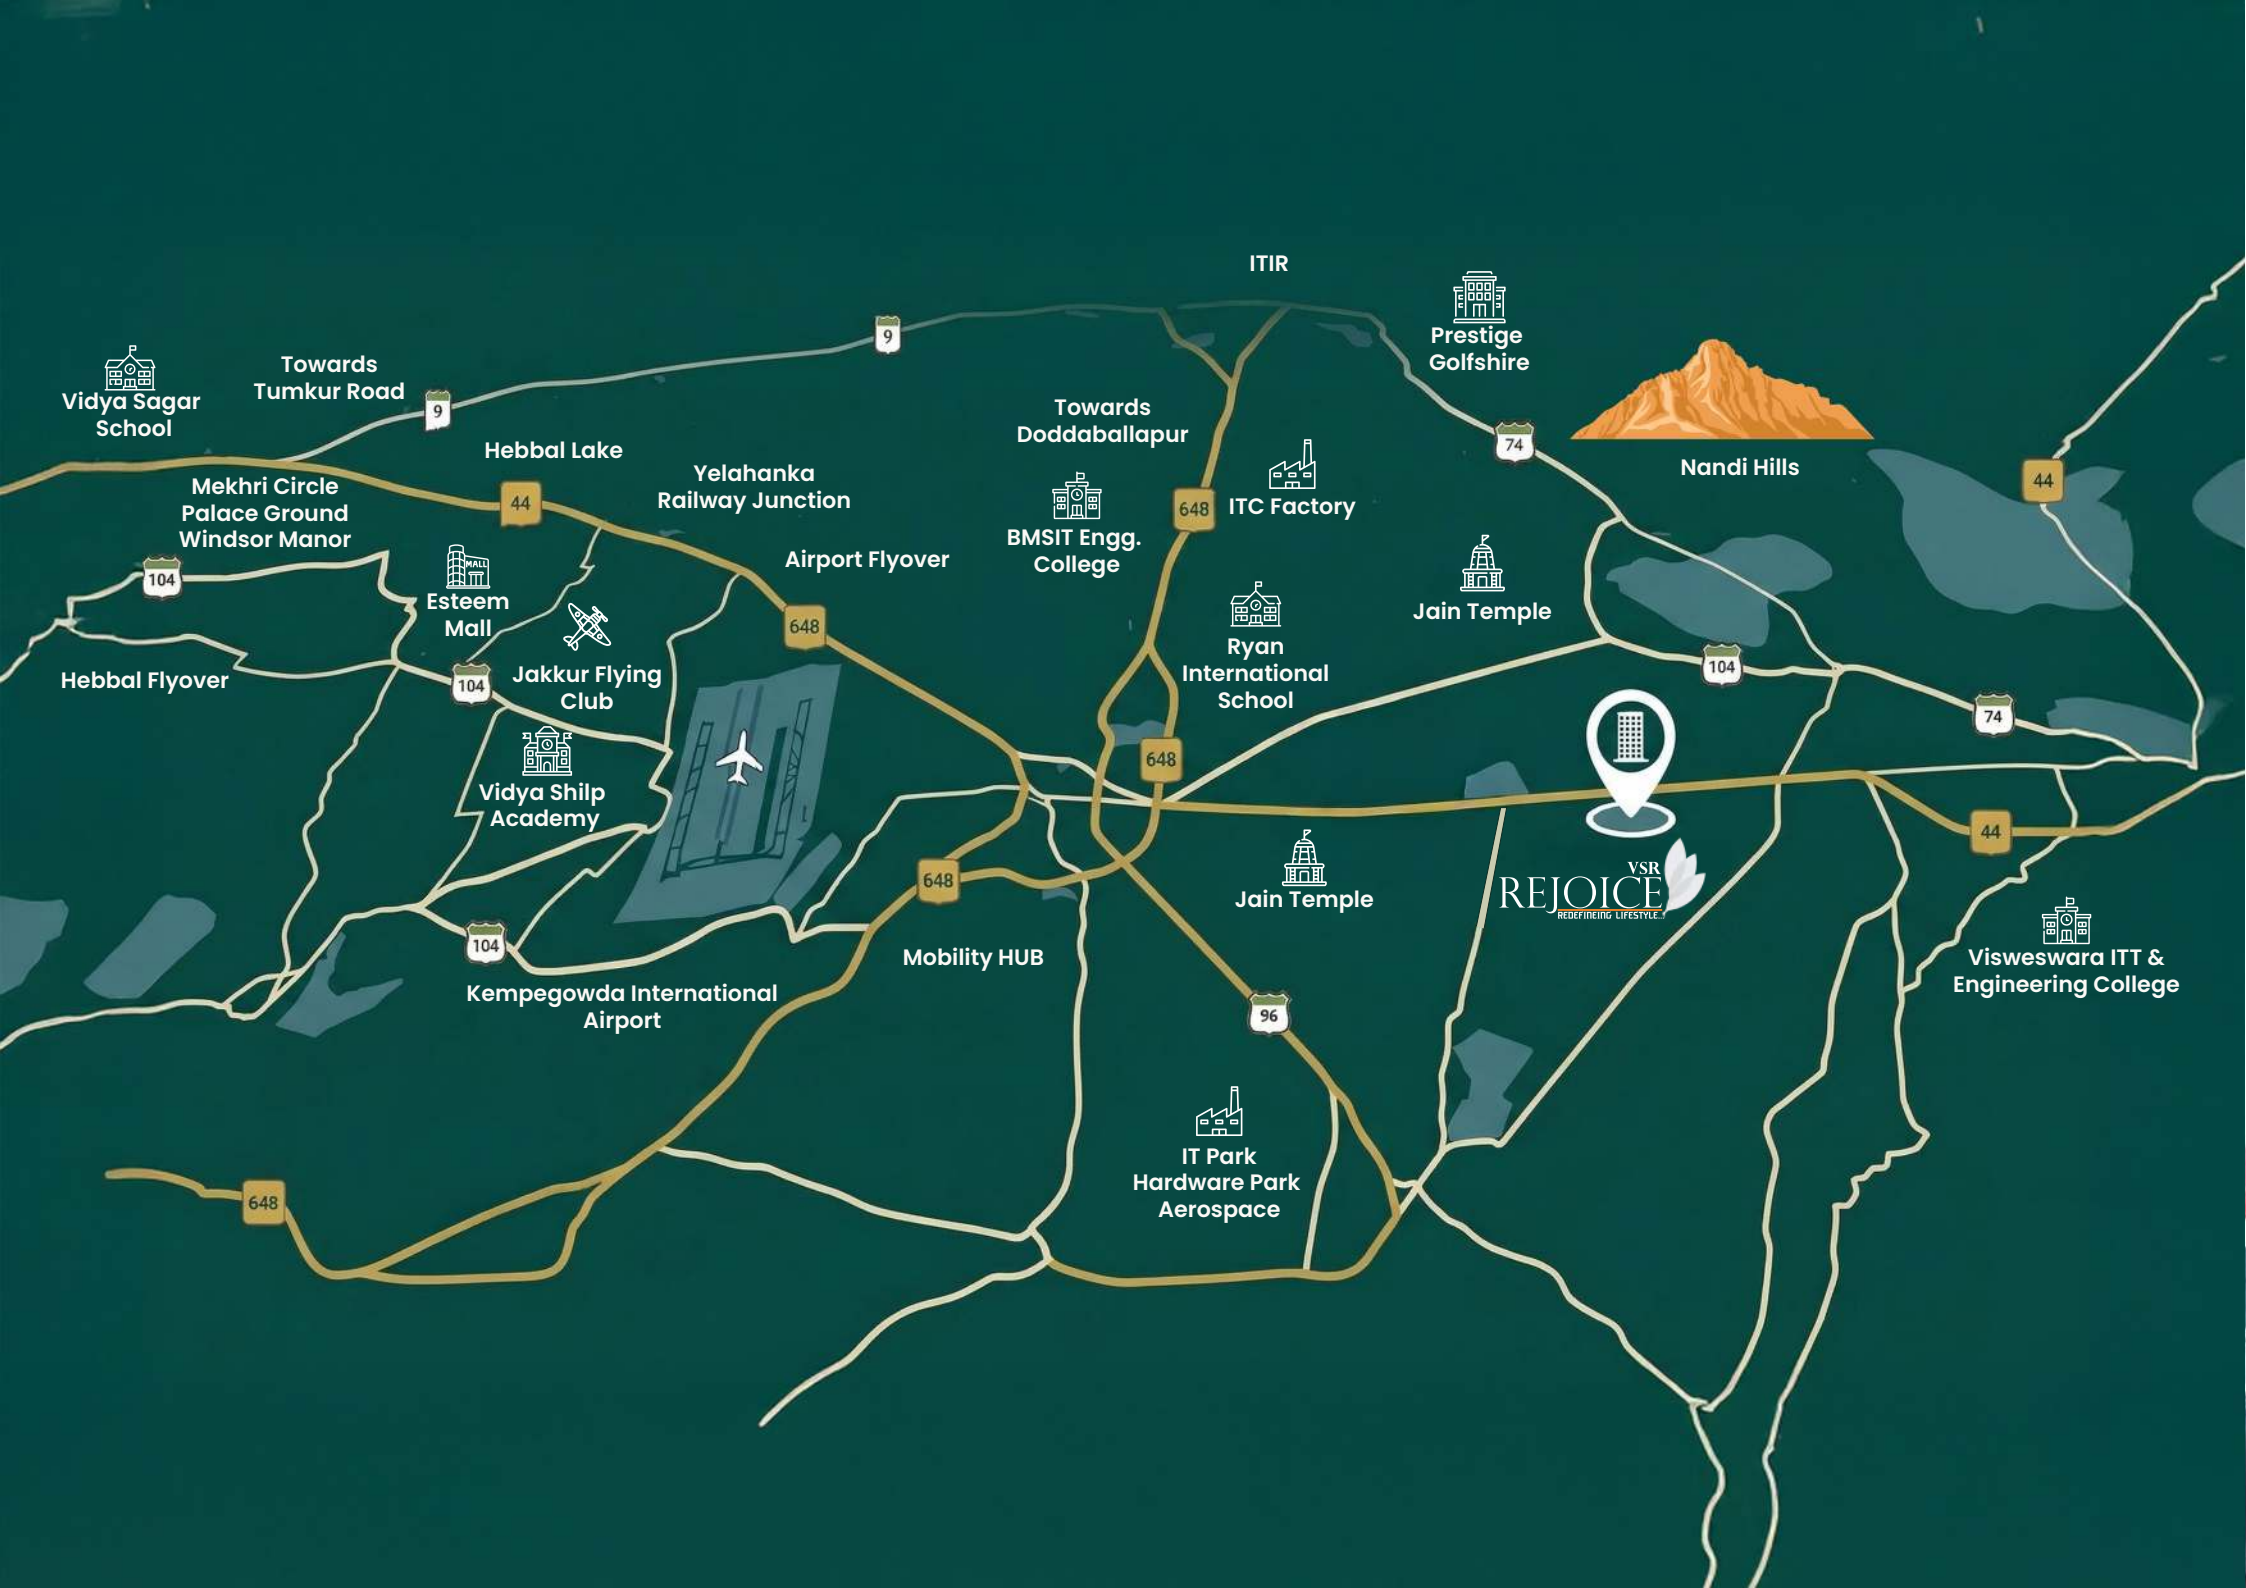 ITIR
Prestige
Golfshire
9
Vidya Sagar
School
Towards
Tumkur Road
9
Towards
Doddaballapur
74
Nandi Hills
44
Hebbal Lake
Yelahanka
Railway Junction
Mekhri Circle
Palace Ground
Windsor Manor
44
648
ITC Factory
BMSIT Engg.
College
Airport Flyover
104
MALL
Esteem
Mall
648
Jain Temple
Ryan
International
School
Hebbal Flyover
104
Jakkur Flying
Club
104
74
648
Vidya Shilp
Academy
44
648
Jain Temple
VSR
REJOICE
REDEFINEING LIFESTYLE..
104
Mobility HUB
Visweswara ITT &
Engineering College
Kempegowda International
Airport
96
IT Park
Hardware Park
Aerospace
648